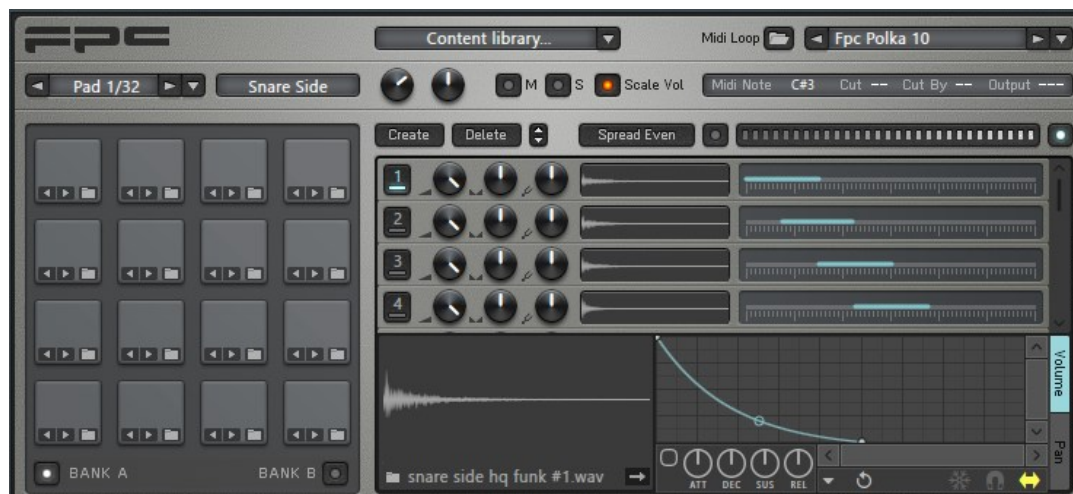 FPC
Content library...
Midi Loop
Fpc Polka 10
Pad 1/32
Snare Side
M
S
Scale Vol
Midi Note C#3 Cut -- Cut By -- Output ---
Create
Delete
Spread Even
1
2
3
4
Volume
Pan
snare side hq funk #1.wav
ATT DEC SUS REL
BANK A
BANK B